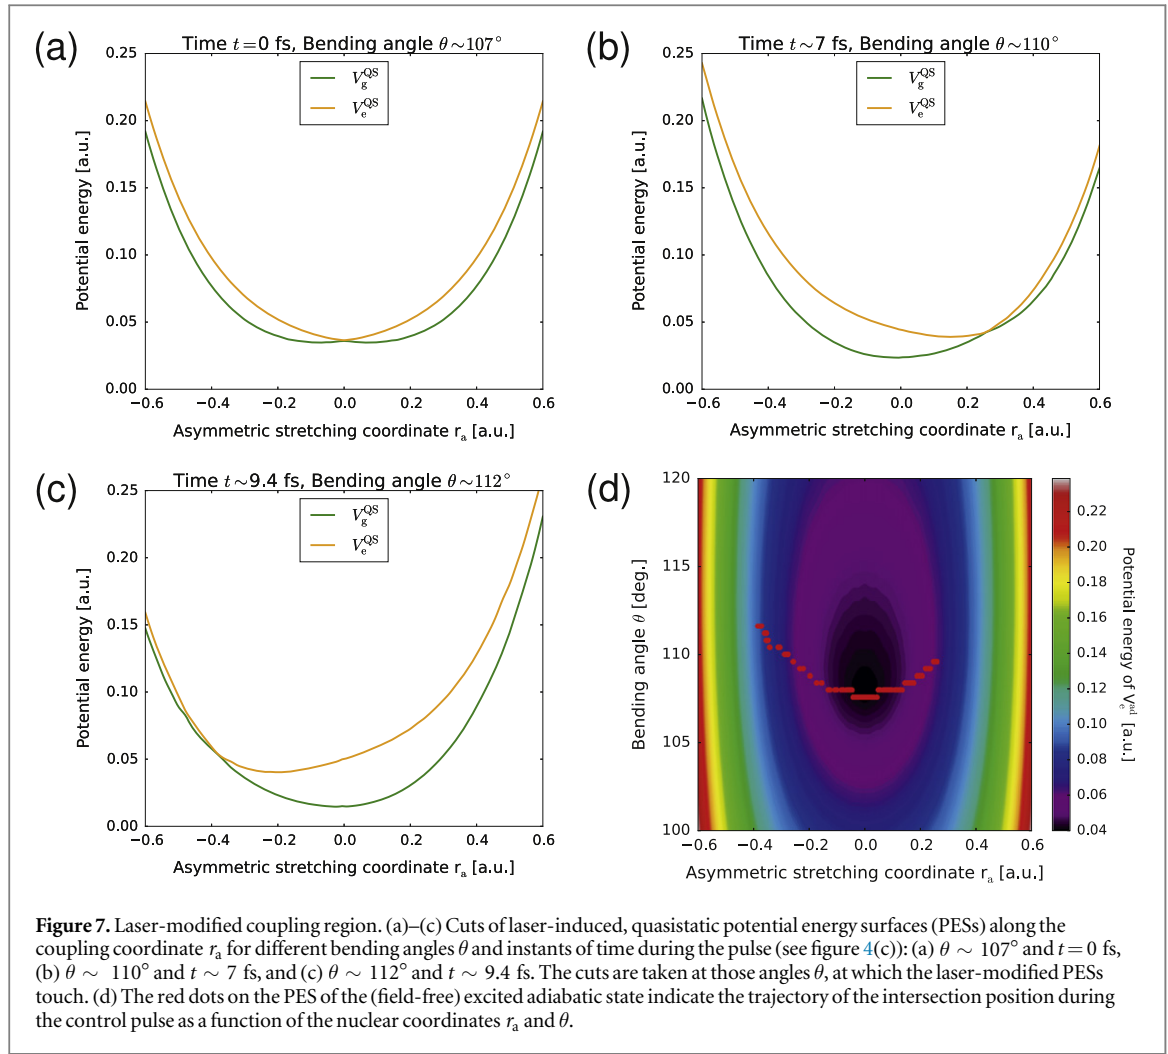 (a)
Time t=0 fs, Bending angle θ∼107°
V_g^QS
V_e^QS
Potential energy [a.u.]
0.25
0.20
0.15
0.10
0.05
0.00
−0.6 −0.4 −0.2 0.0 0.2 0.4 0.6
Asymmetric stretching coordinate r_a [a.u.]
(b)
Time t∼7 fs, Bending angle θ∼110°
V_g^QS
V_e^QS
Potential energy [a.u.]
0.25
0.20
0.15
0.10
0.05
0.00
−0.6 −0.4 −0.2 0.0 0.2 0.4 0.6
Asymmetric stretching coordinate r_a [a.u.]
(c)
Time t∼9.4 fs, Bending angle θ∼112°
V_g^QS
V_e^QS
Potential energy [a.u.]
0.25
0.20
0.15
0.10
0.05
0.00
−0.6 −0.4 −0.2 0.0 0.2 0.4 0.6
Asymmetric stretching coordinate r_a [a.u.]
(d)
Bending angle θ [deg.]
120
115
110
105
100
−0.6 −0.4 −0.2 0.0 0.2 0.4 0.6
Asymmetric stretching coordinate r_a [a.u.]
0.22
0.20
0.18
0.16
0.14
0.12
0.10
0.08
0.06
0.04
Potential energy of V_e^ad [a.u.]
Figure 7. Laser-modified coupling region. (a)–(c) Cuts of laser-induced, quasistatic potential energy surfaces (PESs) along the
coupling coordinate r_a for different bending angles θ and instants of time during the pulse (see figure 4(c)): (a) θ ∼ 107° and t=0 fs,
(b) θ ∼ 110° and t ∼ 7 fs, and (c) θ ∼ 112° and t ∼ 9.4 fs. The cuts are taken at those angles θ, at which the laser-modified PESs
touch. (d) The red dots on the PES of the (field-free) excited adiabatic state indicate the trajectory of the intersection position during
the control pulse as a function of the nuclear coordinates r_a and θ.